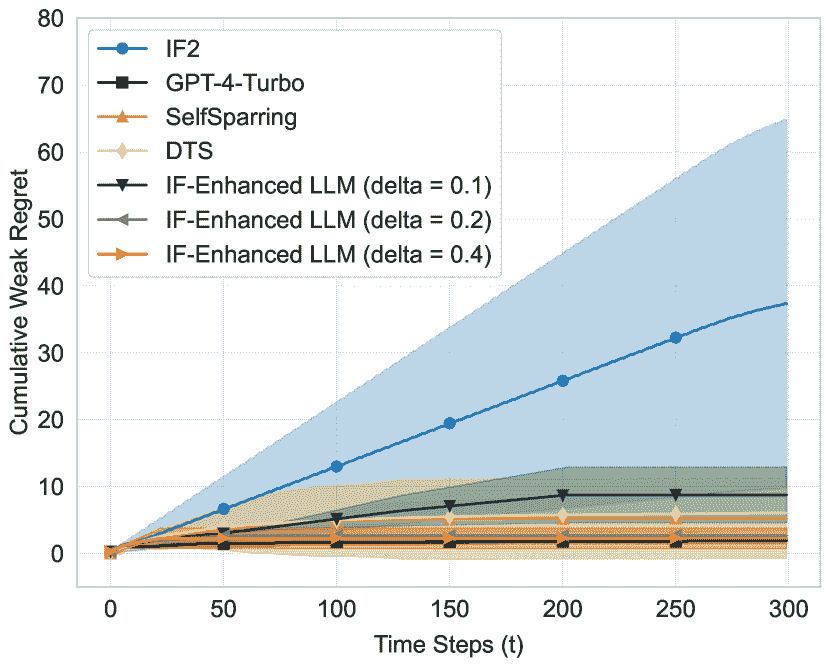 80
70
60
50
40
30
20
10
0
Cumulative Weak Regret
IF2
GPT-4-Turbo
SelfSparring
DTS
IF-Enhanced LLM (delta = 0.1)
IF-Enhanced LLM (delta = 0.2)
IF-Enhanced LLM (delta = 0.4)
0 50 100 150 200 250 300
Time Steps (t)